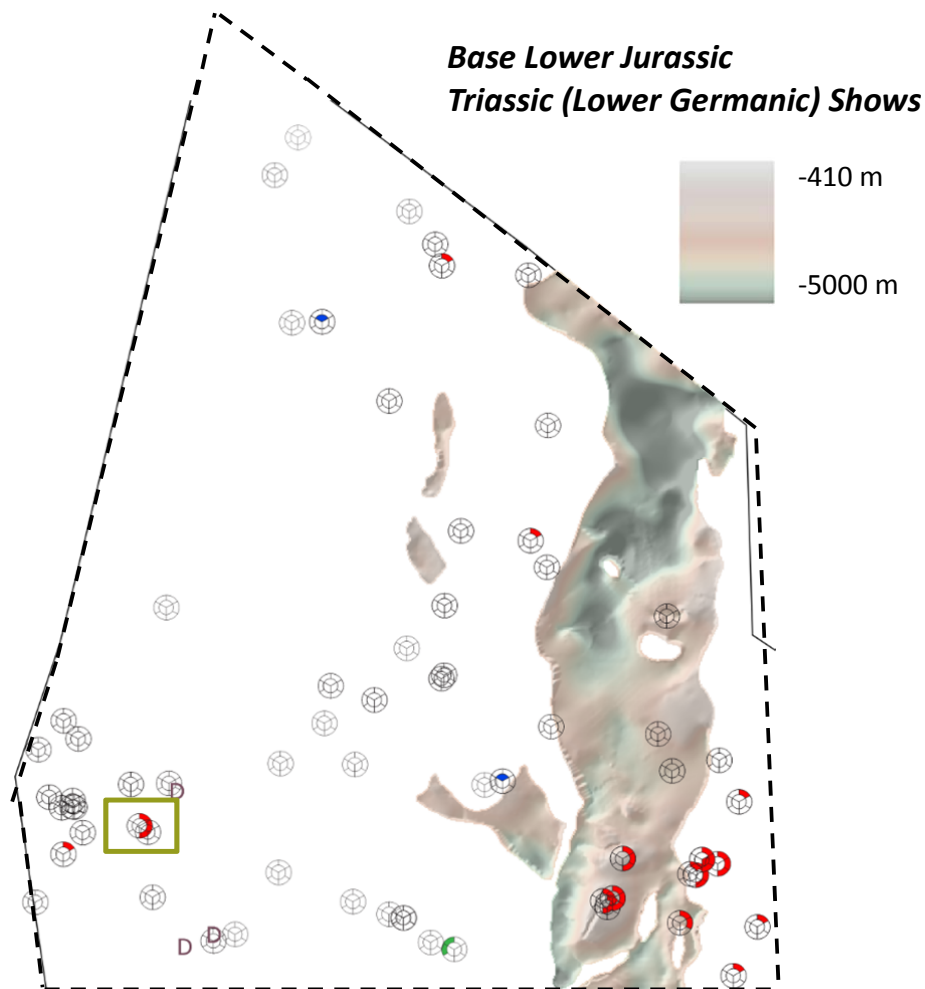 Base Lower Jurassic
Triassic (Lower Germanic) Shows
-410 m
-5000 m
D
D
D